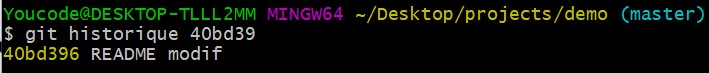 Youcode@DESKTOP-TLLL2MM MINGW64 ~/Desktop/projects/demo (master)
$ git historique 40bd39
40bd396 README modif